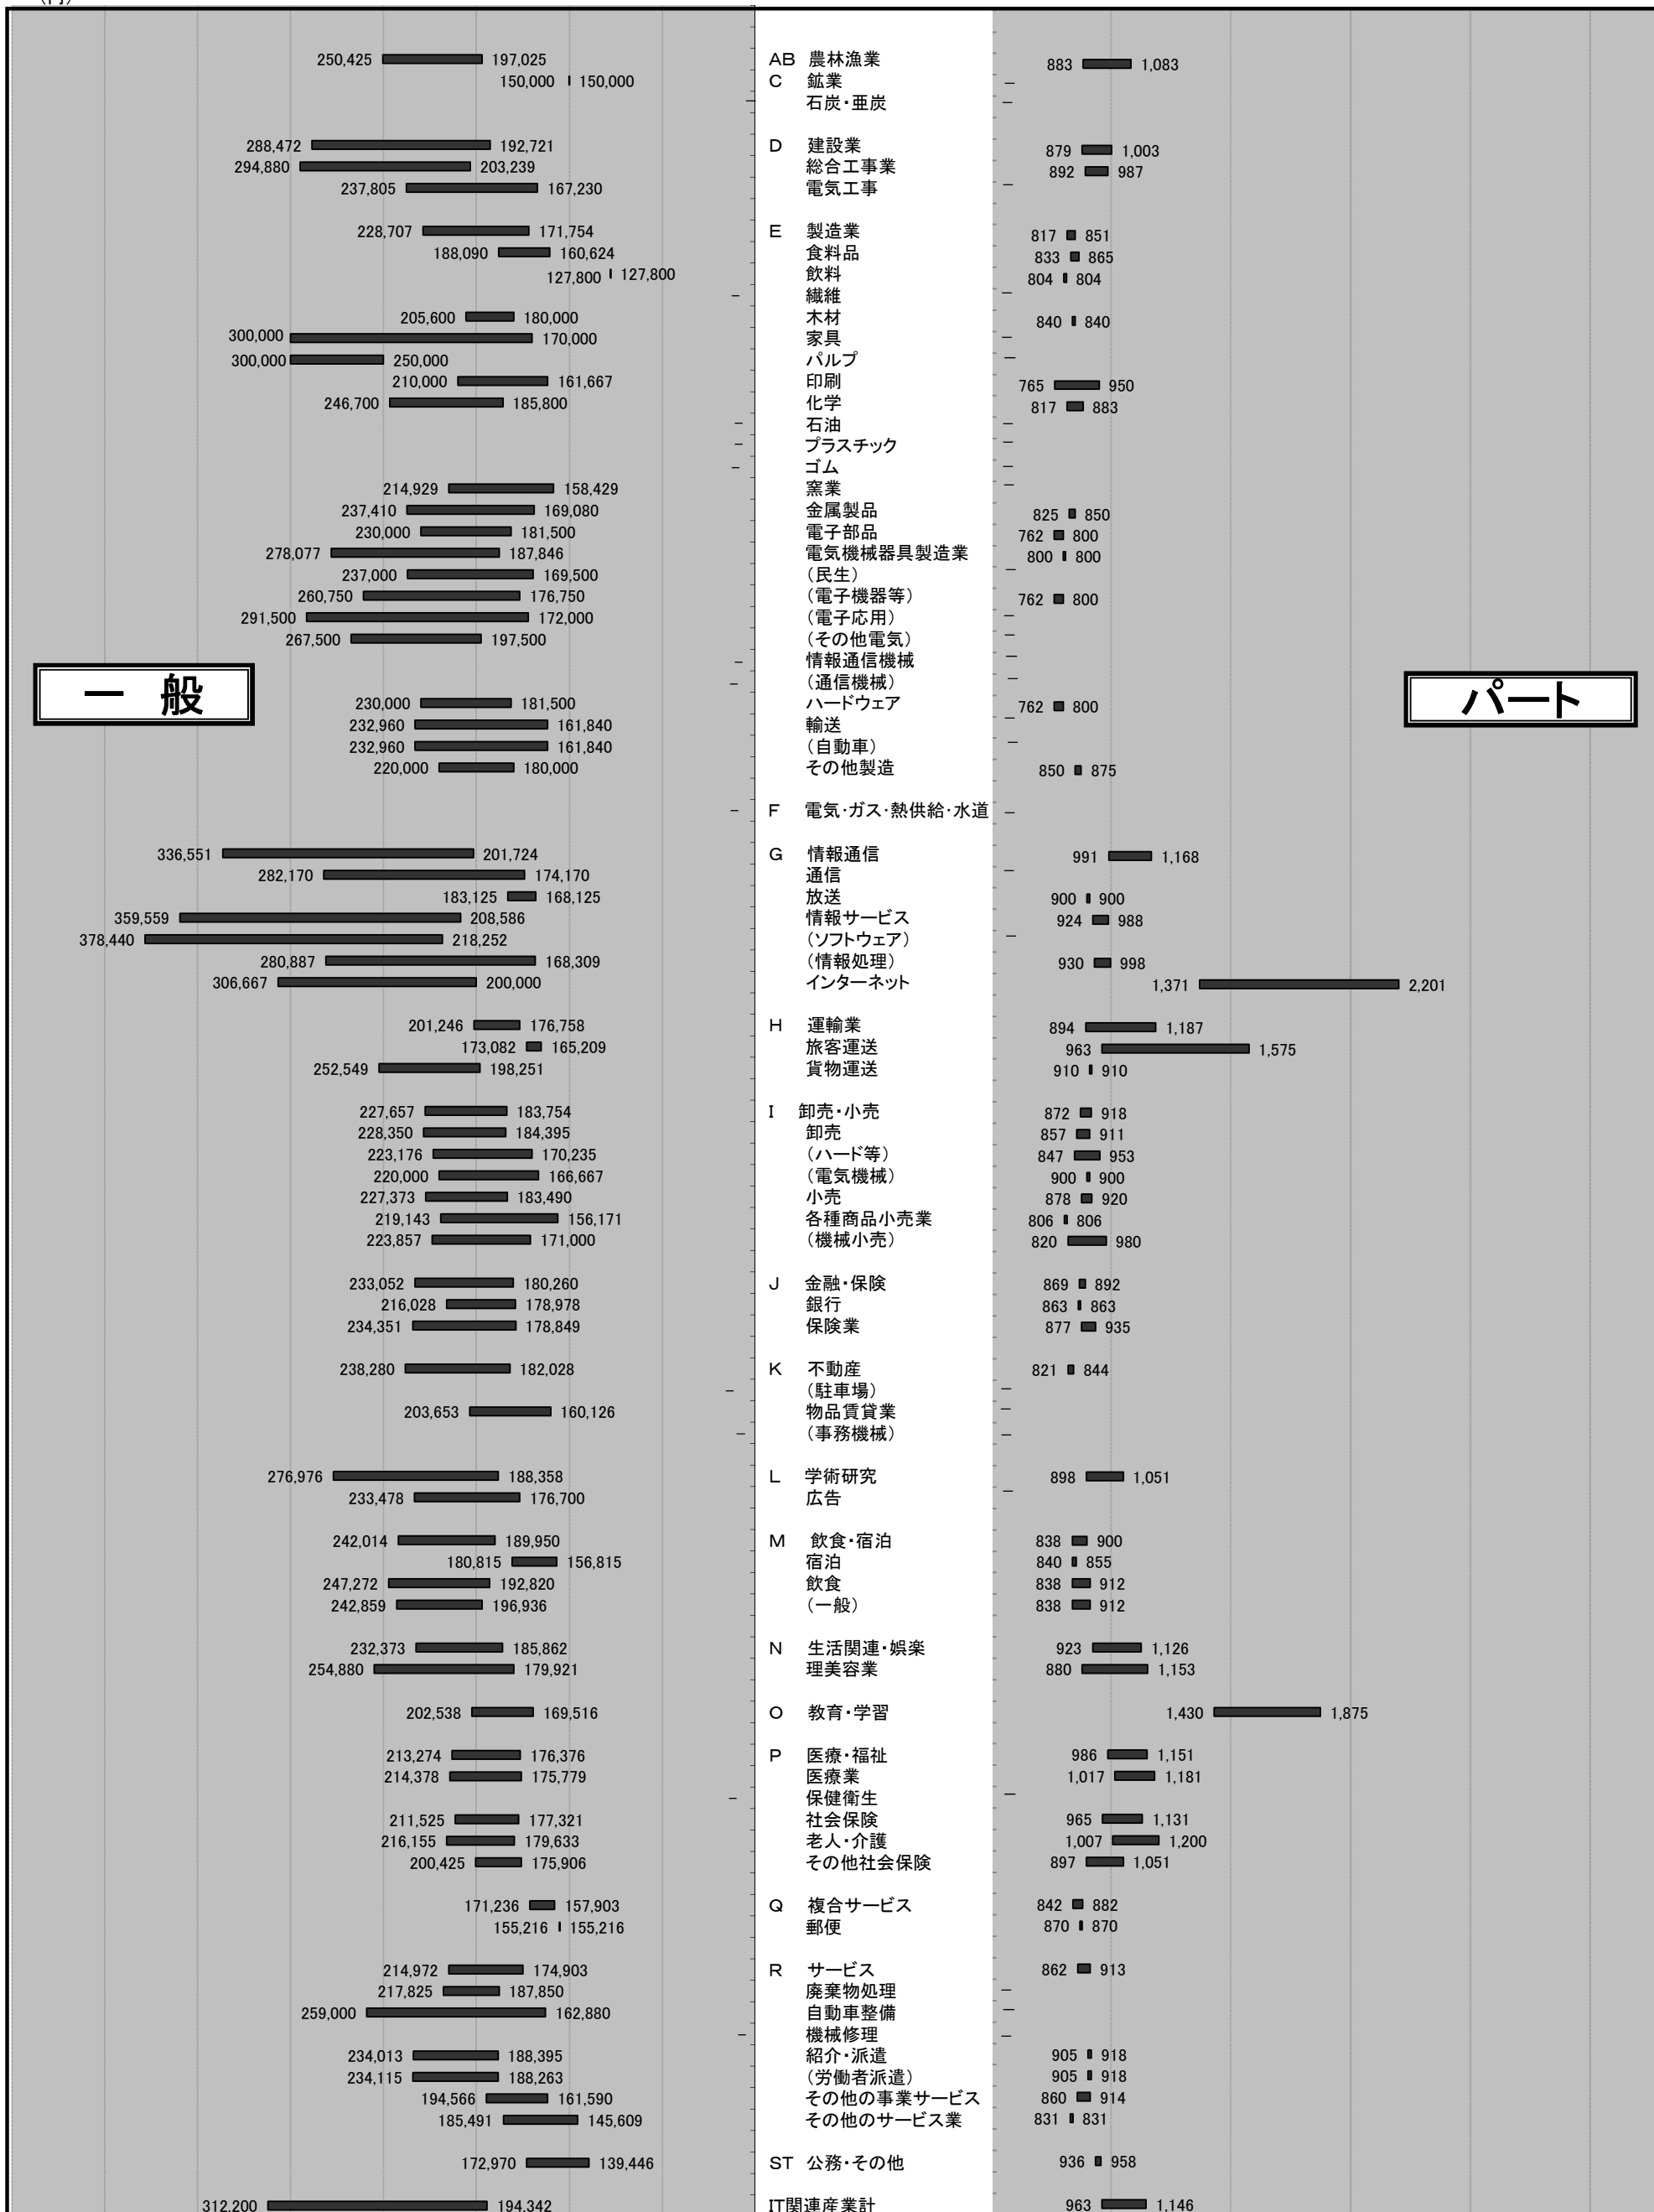 (円)
250,425 197,025 AB 農林漁業 883 1,083
150,000 150,000 C 鉱業 －
－ 石炭・亜炭 －
288,472 192,721 D 建設業 879 1,003
294,880 203,239 総合工事業 892 987
237,805 167,230 電気工事 －
228,707 171,754 E 製造業 817 851
188,090 160,624 食料品 833 865
127,800 127,800 飲料 804 804
－ 繊維 －
205,600 180,000 木材 840 840
300,000 170,000 家具 －
300,000 250,000 パルプ －
210,000 161,667 印刷 765 950
246,700 185,800 化学 817 883
－ 石油 －
－ プラスチック －
－ ゴム －
214,929 158,429 窯業 －
237,410 169,080 金属製品 825 850
230,000 181,500 電子部品 762 800
278,077 187,846 電気機械器具製造業 800 800
237,000 169,500 (民生) －
260,750 176,750 (電子機器等) 762 800
291,500 172,000 (電子応用) －
267,500 197,500 (その他電気) －
－ 情報通信機械 －
－ (通信機械) －
一 般
パート
230,000 181,500 ハードウェア 762 800
232,960 161,840 輸送 －
232,960 161,840 (自動車) －
220,000 180,000 その他製造 850 875
－ F 電気・ガス・熱供給・水道 －
336,551 201,724 G 情報通信 991 1,168
282,170 174,170 通信 －
183,125 168,125 放送 900 900
359,559 208,586 情報サービス 924 988
378,440 218,252 (ソフトウェア) －
280,887 168,309 (情報処理) 930 998
306,667 200,000 インターネット 1,371 2,201
201,246 176,758 H 運輸業 894 1,187
173,082 165,209 旅客運送 963 1,575
252,549 198,251 貨物運送 910 910
227,657 183,754 I 卸売・小売 872 918
228,350 184,395 卸売 857 911
223,176 170,235 (ハード等) 847 953
220,000 166,667 (電気機械) 900 900
227,373 183,490 小売 878 920
219,143 156,171 各種商品小売業 806 806
223,857 171,000 (機械小売) 820 980
233,052 180,260 J 金融・保険 869 892
216,028 178,978 銀行 863 863
234,351 178,849 保険業 877 935
238,280 182,028 K 不動産 821 844
－ (駐車場) －
203,653 160,126 物品賃貸業 －
－ (事務機械) －
276,976 188,358 L 学術研究 898 1,051
233,478 176,700 広告 －
242,014 189,950 M 飲食・宿泊 838 900
180,815 156,815 宿泊 840 855
247,272 192,820 飲食 838 912
242,859 196,936 (一般) 838 912
232,373 185,862 N 生活関連・娯楽 923 1,126
254,880 179,921 理美容業 880 1,153
202,538 169,516 O 教育・学習 1,430 1,875
213,274 176,376 P 医療・福祉 986 1,151
214,378 175,779 医療業 1,017 1,181
－ 保健衛生 －
211,525 177,321 社会保険 965 1,131
216,155 179,633 老人・介護 1,007 1,200
200,425 175,906 その他社会保険 897 1,051
171,236 157,903 Q 複合サービス 842 882
155,216 155,216 郵便 870 870
214,972 174,903 R サービス 862 913
217,825 187,850 廃棄物処理 －
259,000 162,880 自動車整備 －
－ 機械修理 －
234,013 188,395 紹介・派遣 905 918
234,115 188,263 (労働者派遣) 905 918
194,566 161,590 その他の事業サービス 860 914
185,491 145,609 その他のサービス業 831 831
172,970 139,446 ST 公務・その他 936 958
312,200 194,342 IT関連産業計 963 1,146